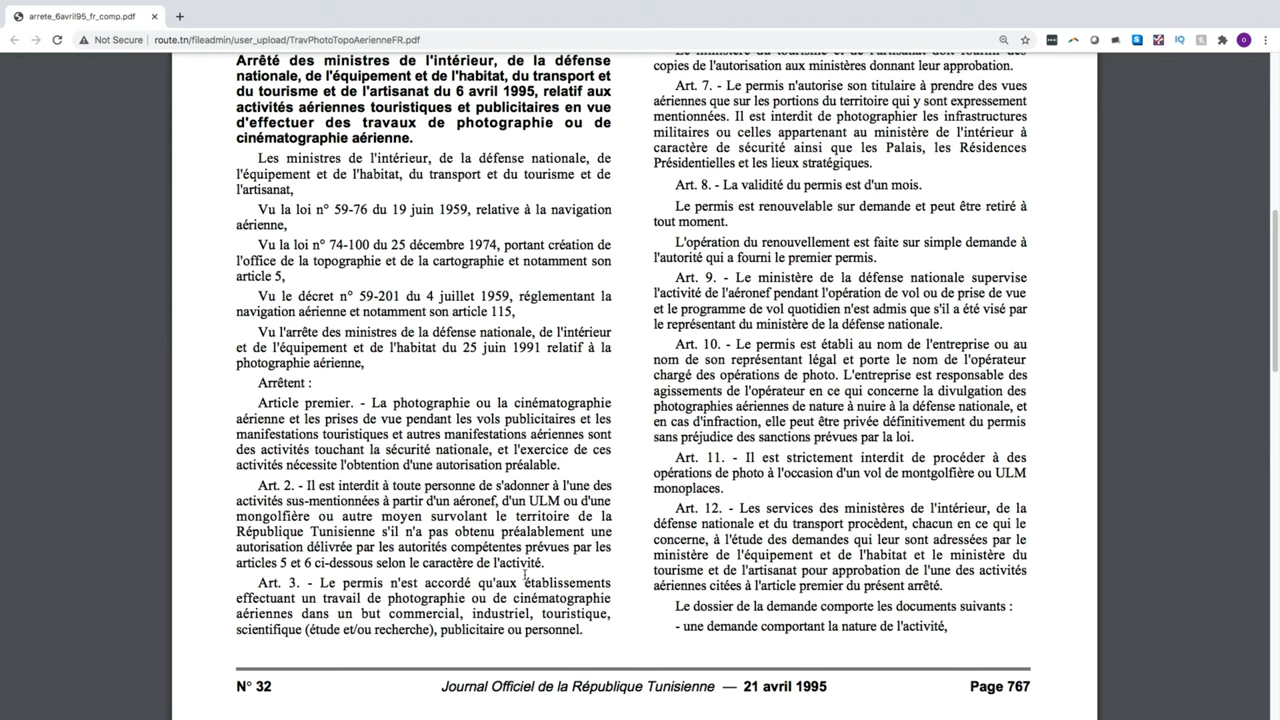 arrete_6avril95_fr_comp.pdf
Not Secure
route.tn/fileadmin/user_upload/TravPhotoTopoAerienneFR.pdf
Arrêté des ministres de l'intérieur, de la défense
nationale, de l'équipement et de l'habitat, du transport et
du tourisme et de l'artisanat du 6 avril 1995, relatif aux
activités aériennes touristiques et publicitaires en vue
d'effectuer des travaux de photographie ou de
cinématographie aérienne.
Les ministres de l'intérieur, de la défense nationale, de
l'équipement et de l'habitat, du transport et du tourisme et de
l'artisanat,
Vu la loi n° 59-76 du 19 juin 1959, relative à la navigation
aérienne,
Vu la loi n° 74-100 du 25 décembre 1974, portant création de
l'office de la topographie et de la cartographie et notamment son
article 5,
Vu le décret n° 59-201 du 4 juillet 1959, réglementant la
navigation aérienne et notamment son article 115,
Vu l'arrête des ministres de la défense nationale, de l'intérieur
et de l'équipement et de l'habitat du 25 juin 1991 relatif à la
photographie aérienne,
Arrêtent :
Article premier. - La photographie ou la cinématographie
aérienne et les prises de vue pendant les vols publicitaires et les
manifestations touristiques et autres manifestations aériennes sont
des activités touchant la sécurité nationale, et l'exercice de ces
activités nécessite l'obtention d'une autorisation préalable.
Art. 2. - Il est interdit à toute personne de s'adonner à l'une des
activités sus-mentionnées à partir d'un aéronef, d'un ULM ou d'une
mongolfière ou autre moyen survolant le territoire de la
République Tunisienne s'il n'a pas obtenu préalablement une
autorisation délivrée par les autorités compétentes prévues par les
articles 5 et 6 ci-dessous selon le caractère de l'activité.
Art. 3. - Le permis n'est accordé qu'aux établissements
effectuant un travail de photographie ou de cinématographie
aériennes dans un but commercial, industriel, touristique,
scientifique (étude et/ou recherche), publicitaire ou personnel.
Le ministère du tourisme et de l'artisanat doit fournir des
copies de l'autorisation aux ministères donnant leur approbation.
Art. 7. - Le permis n'autorise son titulaire à prendre des vues
aériennes que sur les portions du territoire qui y sont expressement
mentionnées. Il est interdit de photographier les infrastructures
militaires ou celles appartenant au ministère de l'intérieur à
caractère de sécurité ainsi que les Palais, les Résidences
Présidentielles et les lieux stratégiques.
Art. 8. - La validité du permis est d'un mois.
Le permis est renouvelable sur demande et peut être retiré à
tout moment.
L'opération du renouvellement est faite sur simple demande à
l'autorité qui a fourni le premier permis.
Art. 9. - Le ministère de la défense nationale supervise
l'activité de l'aéronef pendant l'opération de vol ou de prise de vue
et le programme de vol quotidien n'est admis que s'il a été visé par
le représentant du ministère de la défense nationale.
Art. 10. - Le permis est établi au nom de l'entreprise ou au
nom de son représentant légal et porte le nom de l'opérateur
chargé des opérations de photo. L'entreprise est responsable des
agissements de l'opérateur en ce qui concerne la divulgation des
photographies aériennes de nature à nuire à la défense nationale, et
en cas d'infraction, elle peut être privée définitivement du permis
sans préjudice des sanctions prévues par la loi.
Art. 11. - Il est strictement interdit de procéder à des
opérations de photo à l'occasion d'un vol de montgolfière ou ULM
monoplaces.
Art. 12. - Les services des ministères de l'intérieur, de la
défense nationale et du transport procèdent, chacun en ce qui le
concerne, à l'étude des demandes qui leur sont adressées par le
ministère de l'équipement et de l'habitat et le ministère du
tourisme et de l'artisanat pour approbation de l'une des activités
aériennes citées à l'article premier du présent arrêté.
Le dossier de la demande comporte les documents suivants :
- une demande comportant la nature de l'activité,
N° 32
Journal Officiel de la République Tunisienne — 21 avril 1995
Page 767